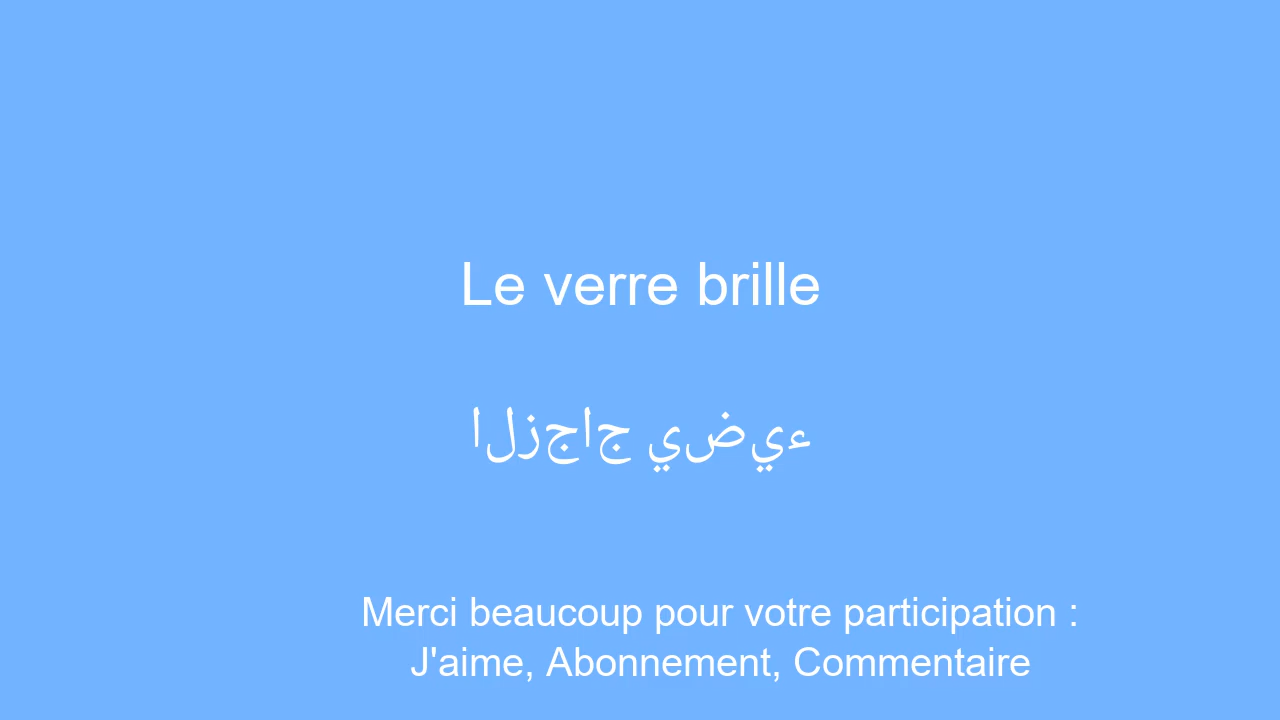 Le verre brille
الزجاج يضيء
Merci beaucoup pour votre participation :
J'aime, Abonnement, Commentaire